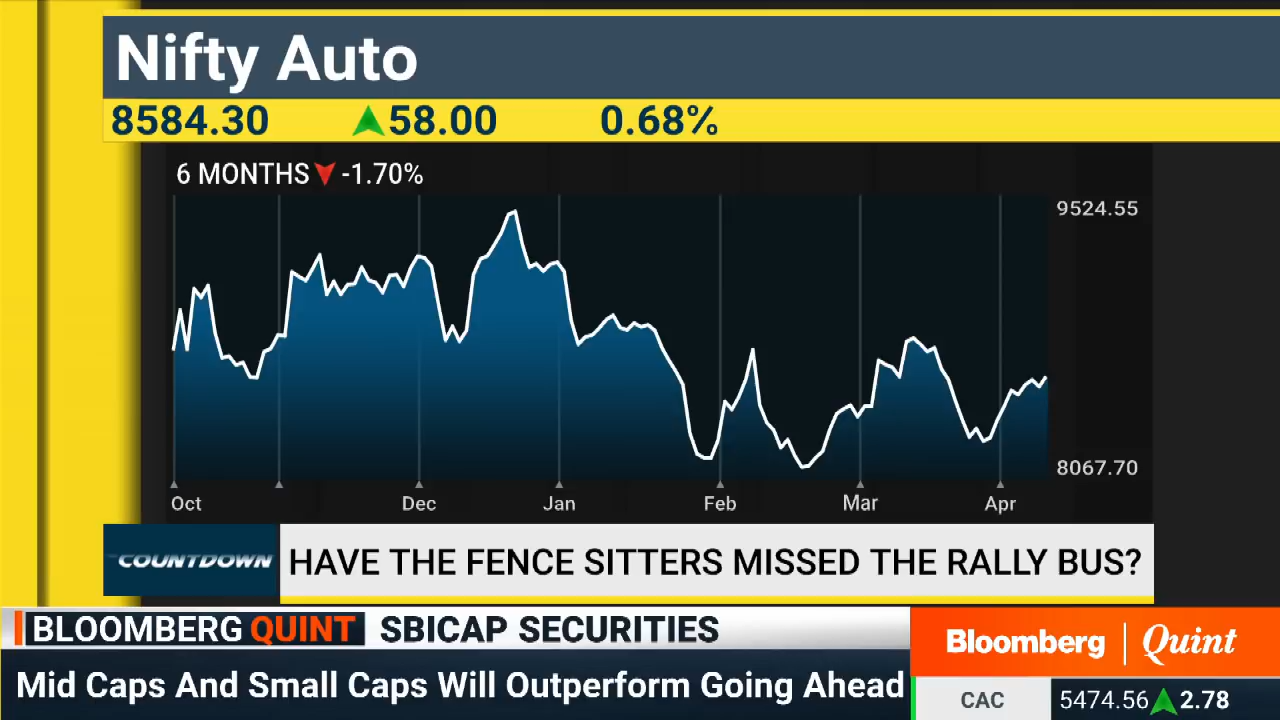 Nifty Auto
8584.30 ▲ 58.00 0.68%
6 MONTHS ▼ -1.70%
9524.55
8067.70
Oct Dec Jan Feb Mar Apr
COUNTDOWN
HAVE THE FENCE SITTERS MISSED THE RALLY BUS?
BLOOMBERG QUINT SBICAP SECURITIES
Mid Caps And Small Caps Will Outperform Going Ahead
Bloomberg | Quint
CAC 5474.56 ▲ 2.78